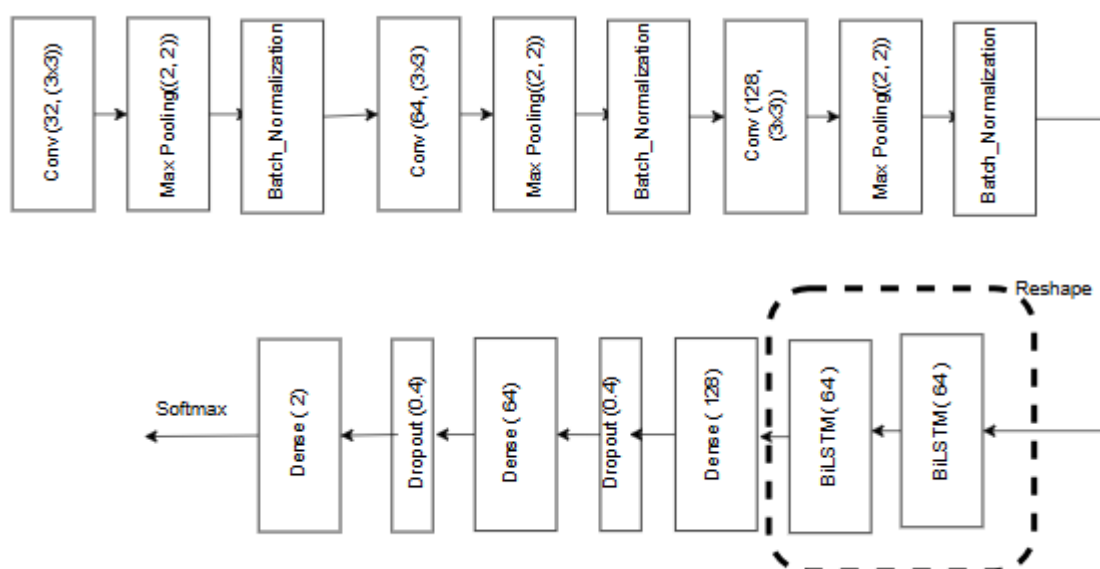 Conv (32, (3x3))
Max Pooling((2, 2))
Batch_Normalization
Conv (64, (3x3)
Max Pooling((2, 2))
Batch_Normalization
Conv (128,
(3x3))
Max Pooling((2, 2))
Batch_Normalization
Reshape
BiLSTM( 64 )
BiLSTM( 64 )
Dense ( 128)
Dropout (0.4)
Dense ( 64)
Dropout (0.4)
Dense ( 2)
Softmax